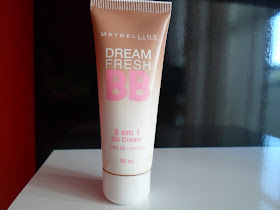 MAYBELLINE
DREAM
FRESH
BB
8 em 1
BB Cream
30 ml